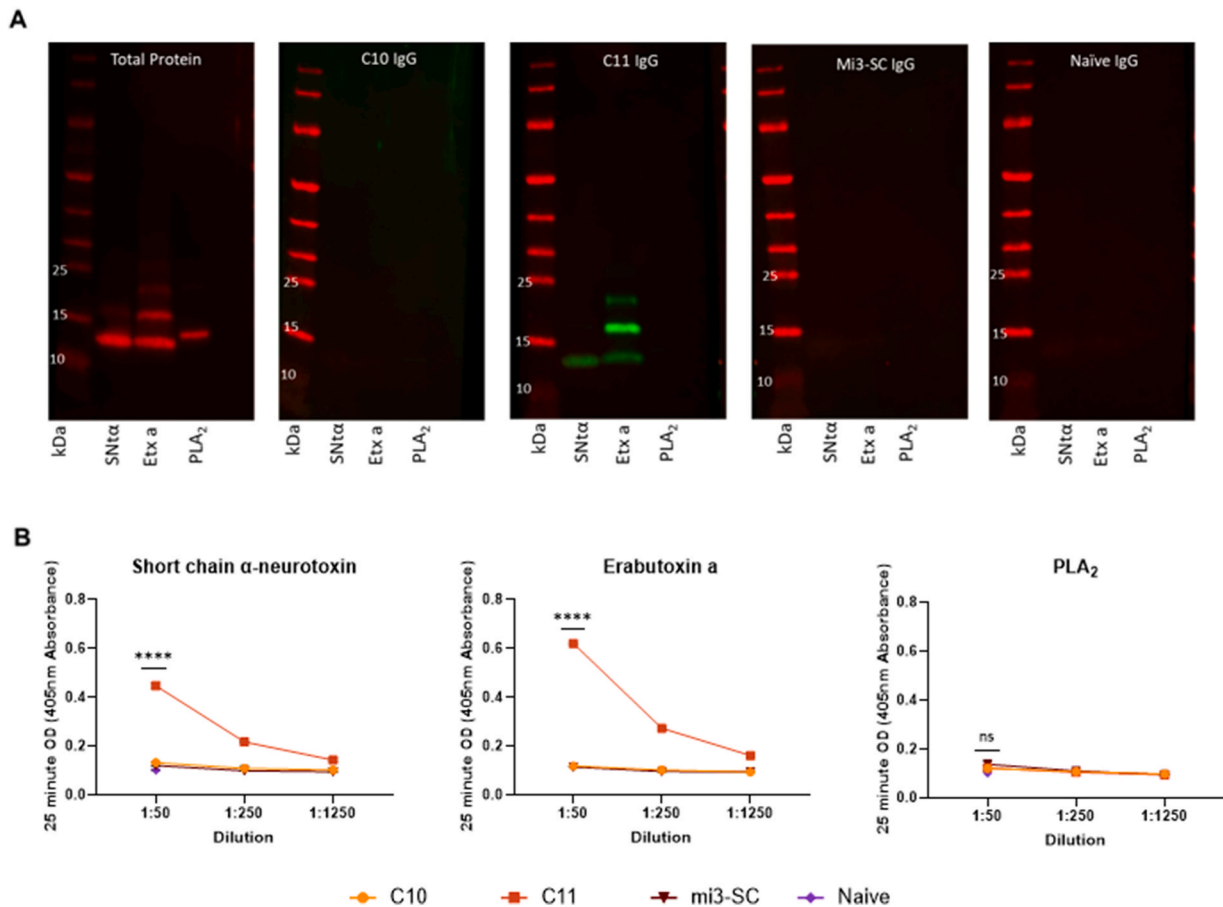 A
Total Protein
25
15
10
kDa
SNtα
Etx a
PLA2
C10 IgG
25
15
10
kDa
SNtα
Etx a
PLA2
C11 IgG
25
15
10
kDa
SNtα
Etx a
PLA2
Mi3-SC IgG
25
15
10
kDa
SNtα
Etx a
PLA2
Naïve IgG
25
15
10
kDa
SNtα
Etx a
PLA2
B
Short chain α-neurotoxin
25 minute OD (405nm Absorbance)
0.8
0.6
0.4
0.2
0.0
****
1:50 1:250 1:1250
Dilution
Erabutoxin a
25 minute OD (405nm Absorbance)
0.8
0.6
0.4
0.2
0.0
****
1:50 1:250 1:1250
Dilution
PLA2
25 minute OD (405nm Absorbance)
0.8
0.6
0.4
0.2
0.0
ns
1:50 1:250 1:1250
Dilution
C10 C11 mi3-SC Naive